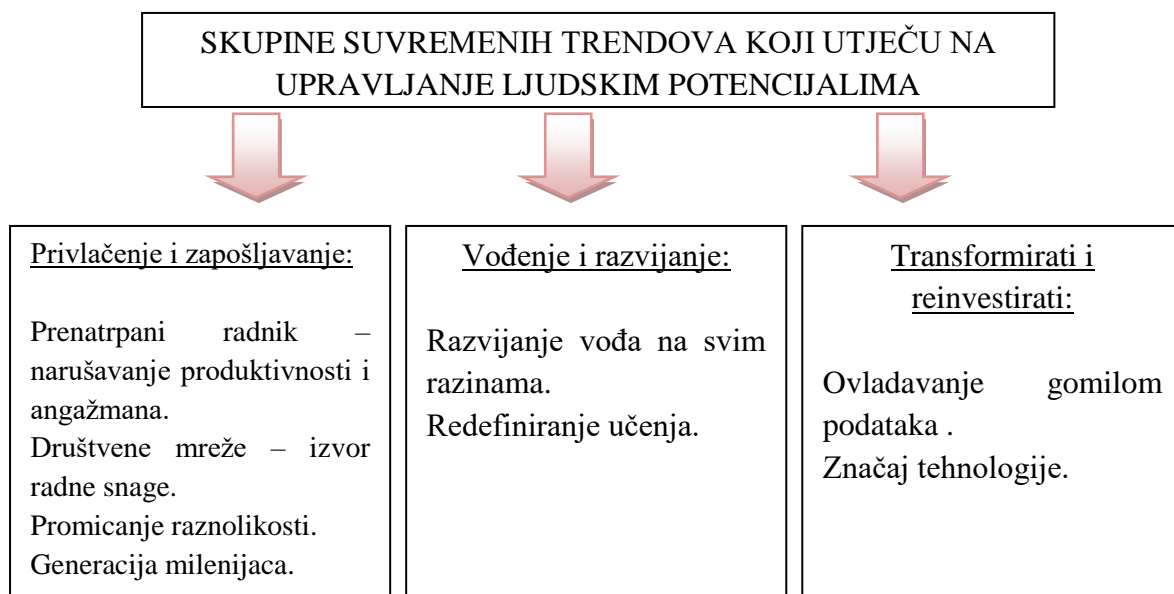 SKUPINE SUVREMENIH TRENDOVA KOJI UTJEČU NA
UPRAVLJANJE LJUDSKIM POTENCIJALIMA
Privlačenje i zapošljavanje:
Prenatrpani radnik –
narušavanje produktivnosti i
angažmana.
Društvene mreže – izvor
radne snage.
Promicanje raznolikosti.
Generacija milenijaca.
Vođenje i razvijanje:
Razvijanje vođa na svim
razinama.
Redefiniranje učenja.
Transformirati i
reinvestirati:
Ovladavanje gomilom
podataka .
Značaj tehnologije.